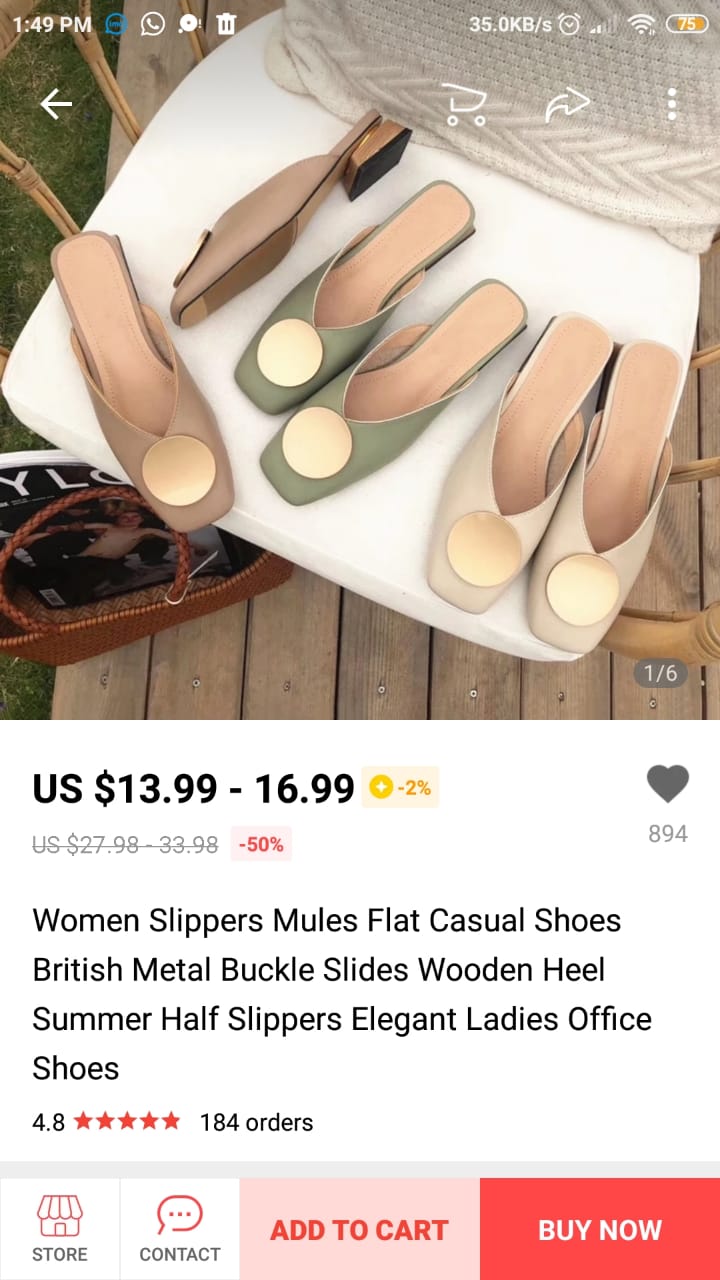 1:49 PM
35.0KB/s
75
1/6
US $13.99 - 16.99
-2%
US $27.98 - 33.98
-50%
894
Women Slippers Mules Flat Casual Shoes
British Metal Buckle Slides Wooden Heel
Summer Half Slippers Elegant Ladies Office
Shoes
4.8
184 orders
STORE
CONTACT
ADD TO CART
BUY NOW